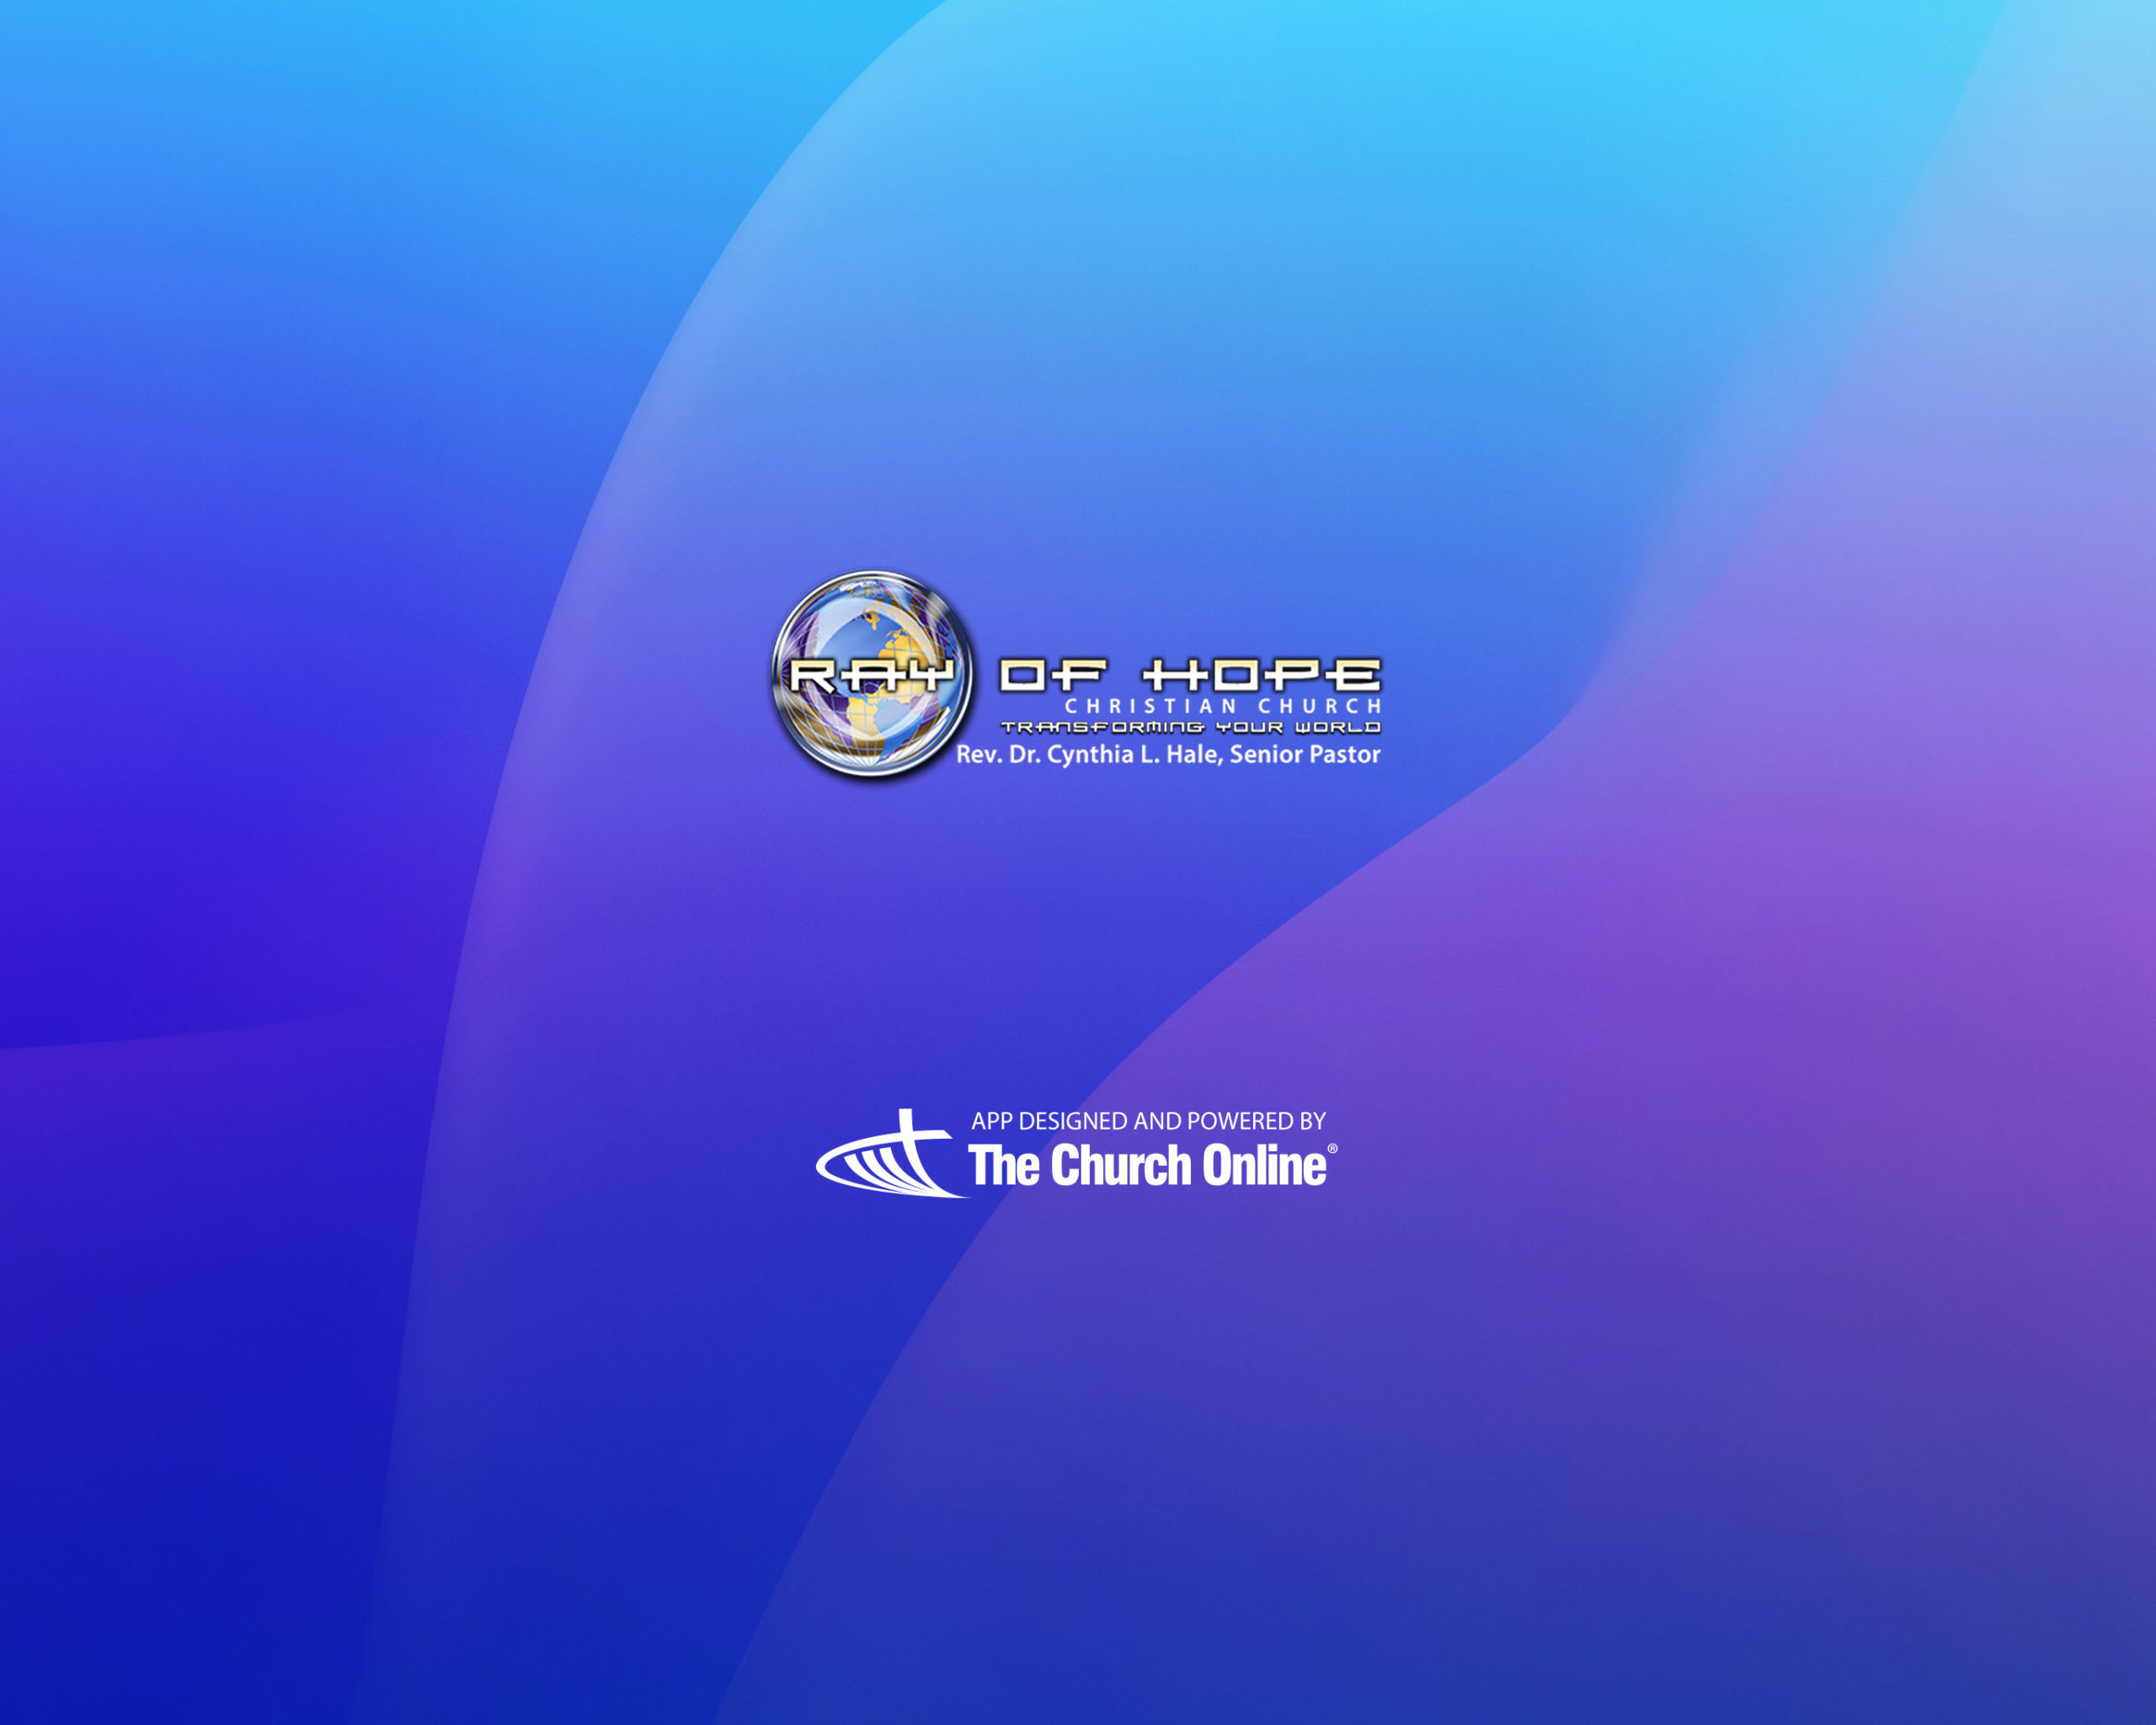 RAY OF HOPE
CHRISTIAN CHURCH
TRANSFORMING YOUR WORLD
Rev. Dr. Cynthia L. Hale, Senior Pastor
APP DESIGNED AND POWERED BY
The Church Online®